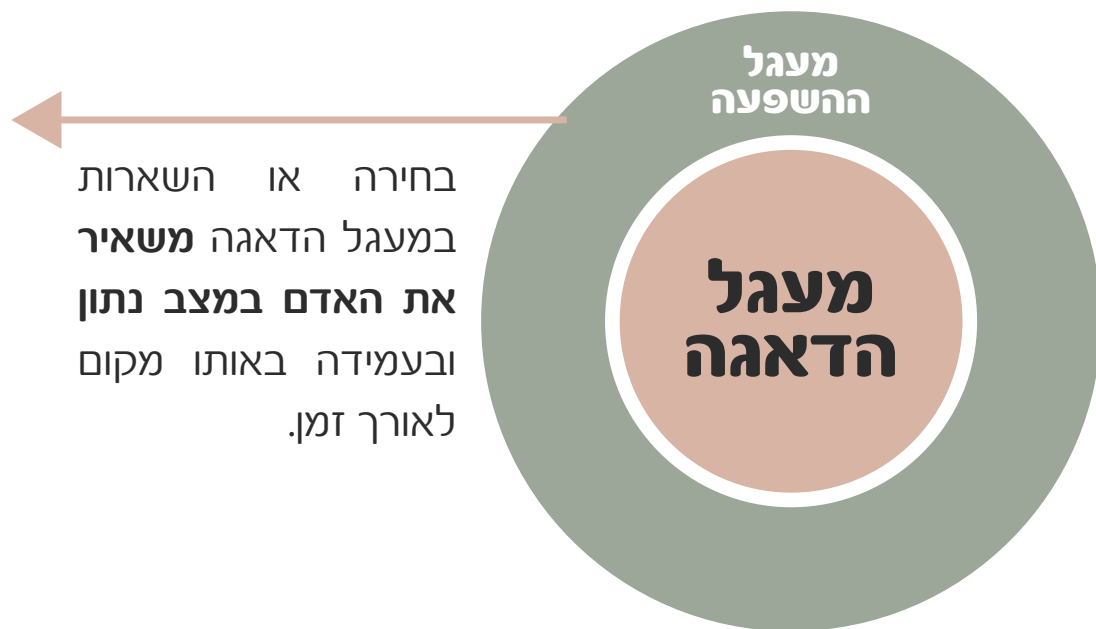 מעגל
ההשפעה
בחירה או השארות
במעגל הדאגה משאיר
את האדם במצב נתון
ובעמידה באותו מקום
לאורך זמן.
מעגל
הדאגה